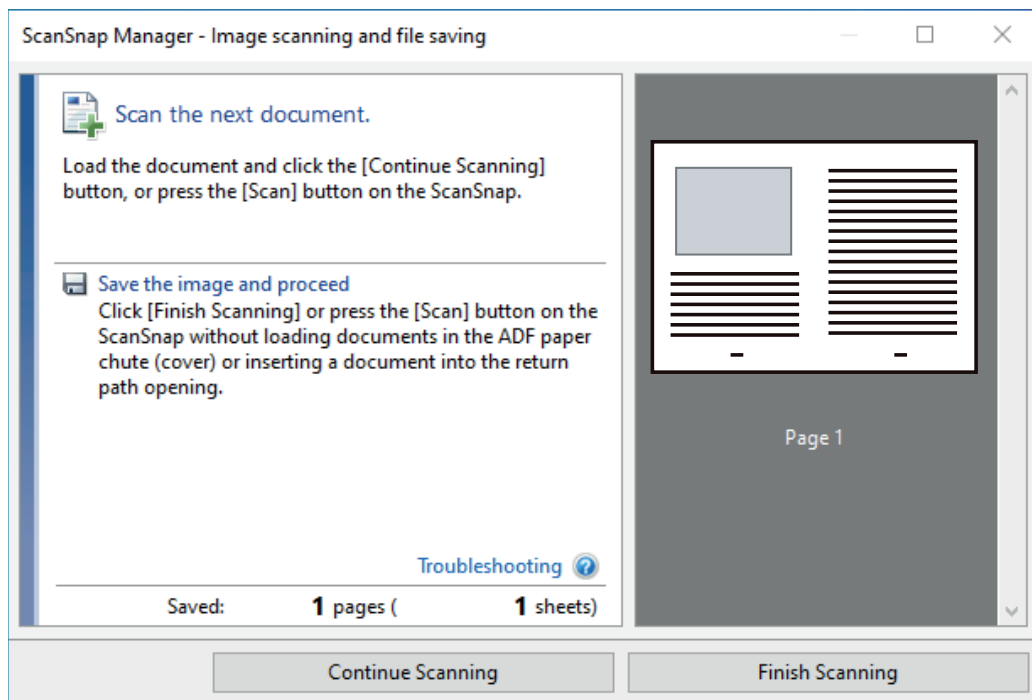 ScanSnap Manager - Image scanning and file saving
Scan the next document.
Load the document and click the [Continue Scanning]
button, or press the [Scan] button on the ScanSnap.
Save the image and proceed
Click [Finish Scanning] or press the [Scan] button on the
ScanSnap without loading documents in the ADF paper
chute (cover) or inserting a document into the return
path opening.
Troubleshooting ?
Saved: 1 pages ( 1 sheets)
Page 1
Continue Scanning
Finish Scanning